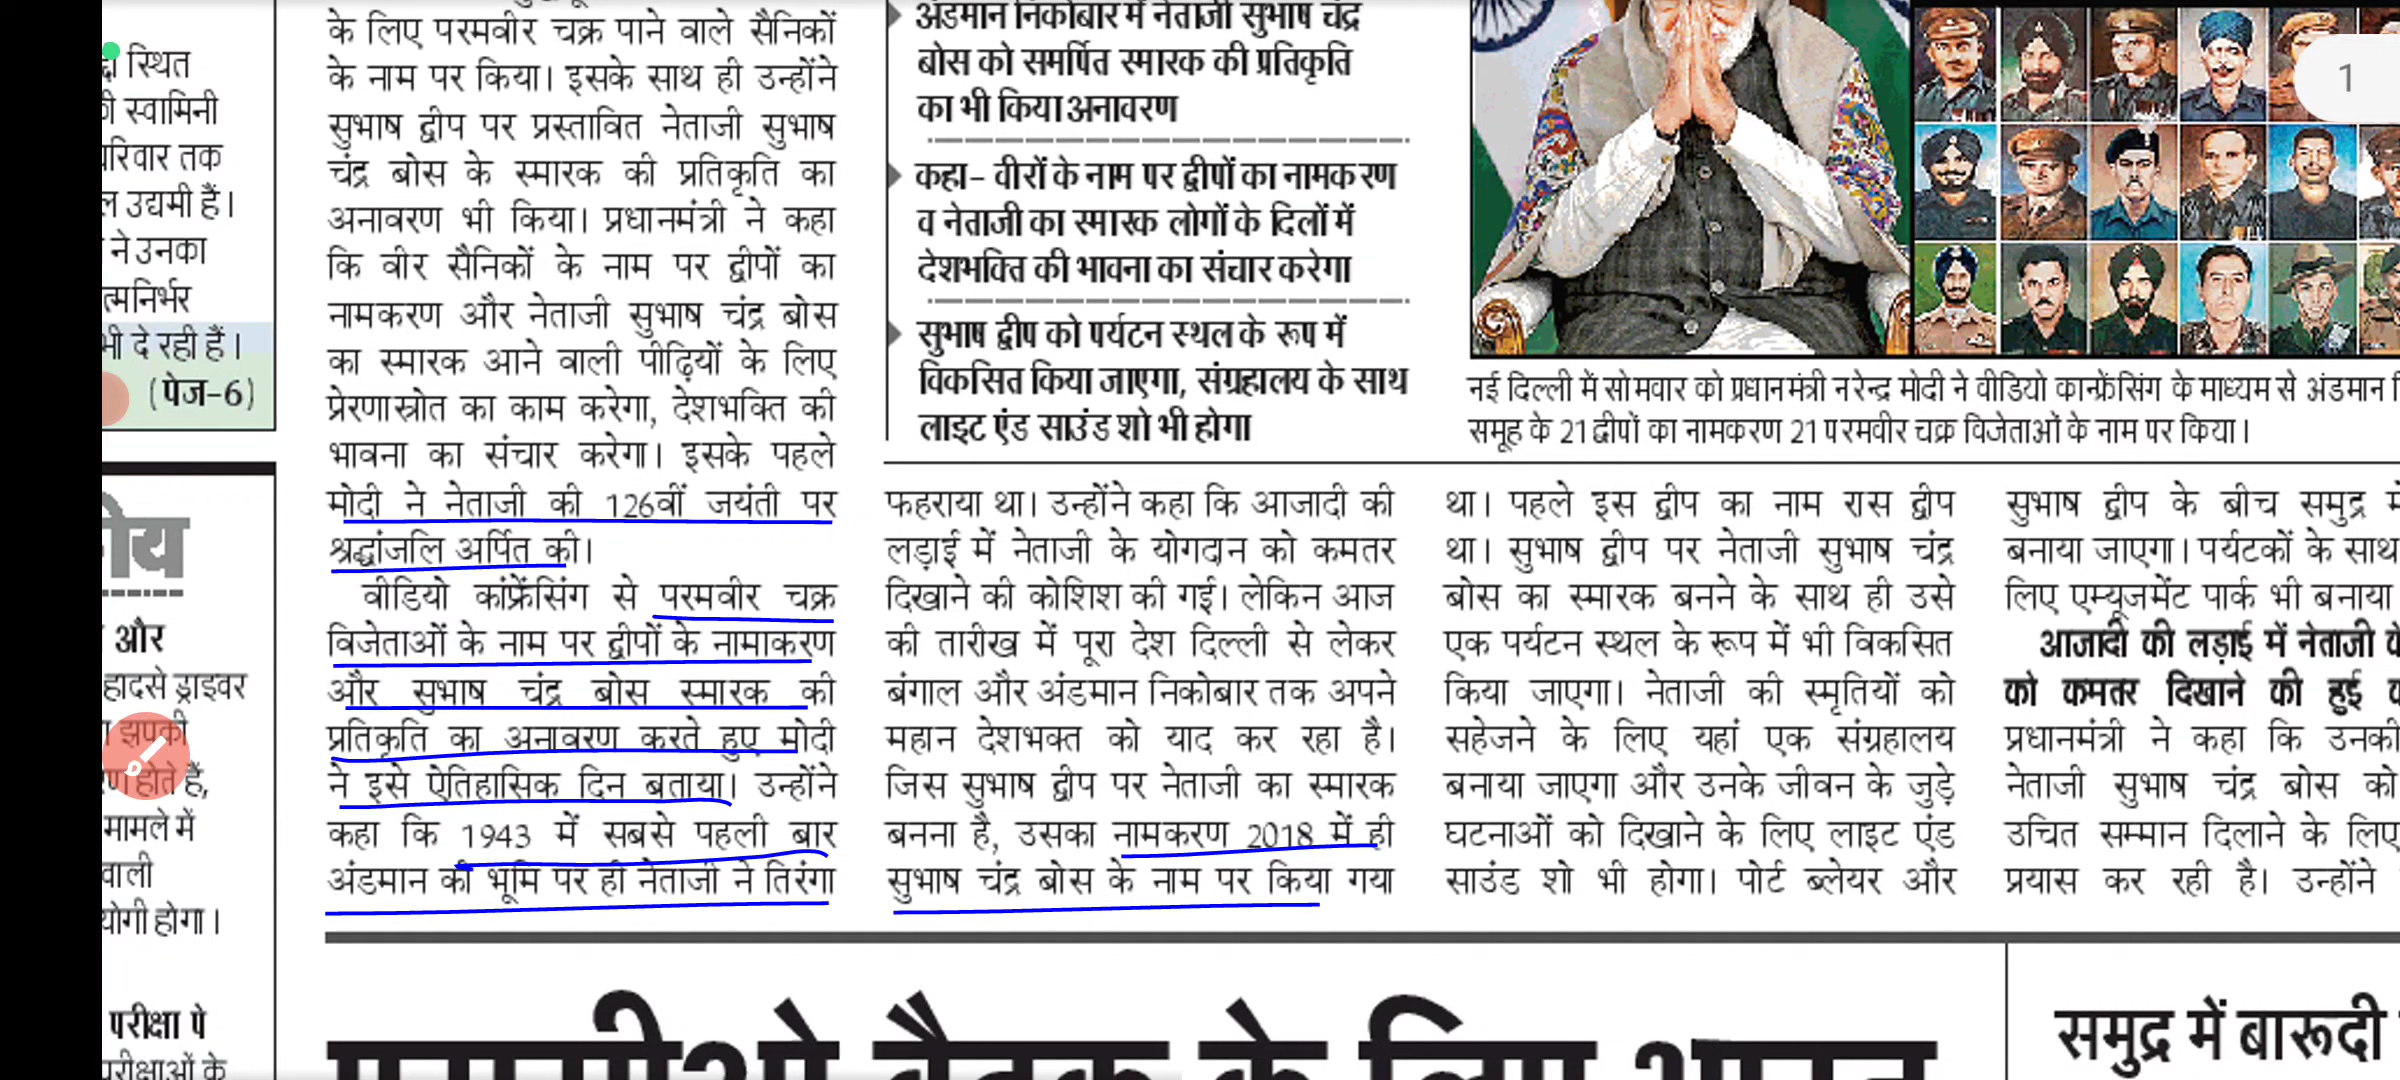 स्थित
स्वामिनी
परिवार तक
उद्यमी हैं।
ने उनका
भी दे रही हैं।
(पेज-6)
और
हादसे ड्राइवर
झपकी
होते हैं,
मामले में
वाली
होगा।
परीक्षा पे
परीक्षाओं के
के लिए परमवीर चक्र पाने वाले सैनिकों
के नाम पर किया। इसके साथ ही उन्होंने
सुभाष द्वीप पर प्रस्तावित नेताजी सुभाष
चंद्र बोस के स्मारक की प्रतिकृति का
अनावरण भी किया। प्रधानमंत्री ने कहा
कि वीर सैनिकों के नाम पर द्वीपों का
नामकरण और नेताजी सुभाष चंद्र बोस
का स्मारक आने वाली पीढ़ियों के लिए
प्रेरणास्रोत का काम करेगा, देशभक्ति की
भावना का संचार करेगा। इसके पहले
मोदी ने नेताजी की 126वीं जयंती पर
श्रद्धांजलि अर्पित की।
वीडियो कांफ्रेंसिंग से परमवीर चक्र
विजेताओं के नाम पर द्वीपों के नामाकरण
और सुभाष चंद्र बोस स्मारक की
प्रतिकृति का अनावरण करते हुए मोदी
ने इसे ऐतिहासिक दिन बताया। उन्होंने
कहा कि 1943 में सबसे पहली बार
अंडमान की भूमि पर ही नेताजी ने तिरंगा
अंडमान निकोबार में नेताजी सुभाष चंद्र
बोस को समर्पित स्मारक की प्रतिकृति
का भी किया अनावरण
कहा- वीरों के नाम पर द्वीपों का नामकरण
व नेताजी का स्मारक लोगों के दिलों में
देशभक्ति की भावना का संचार करेगा
सुभाष द्वीप को पर्यटन स्थल के रूप में
विकसित किया जाएगा, संग्रहालय के साथ
लाइट एंड साउंड शो भी होगा
1
नई दिल्ली में सोमवार को प्रधानमंत्री नरेन्द्र मोदी ने वीडियो कान्फ्रेंसिंग के माध्यम से अंडमान
समूह के 21 द्वीपों का नामकरण 21 परमवीर चक्र विजेताओं के नाम पर किया।
फहराया था। उन्होंने कहा कि आजादी की
लड़ाई में नेताजी के योगदान को कमतर
दिखाने की कोशिश की गई। लेकिन आज
की तारीख में पूरा देश दिल्ली से लेकर
बंगाल और अंडमान निकोबार तक अपने
महान देशभक्त को याद कर रहा है।
जिस सुभाष द्वीप पर नेताजी का स्मारक
बनना है, उसका नामकरण 2018 में ही
सुभाष चंद्र बोस के नाम पर किया गया
था। पहले इस द्वीप का नाम रास द्वीप
था। सुभाष द्वीप पर नेताजी सुभाष चंद्र
बोस का स्मारक बनने के साथ ही उसे
एक पर्यटन स्थल के रूप में भी विकसित
किया जाएगा। नेताजी की स्मृतियों को
सहेजने के लिए यहां एक संग्रहालय
बनाया जाएगा और उनके जीवन के जुड़े
घटनाओं को दिखाने के लिए लाइट एंड
साउंड शो भी होगा। पोर्ट ब्लेयर और
सुभाष द्वीप के बीच समुद्र में
बनाया जाएगा। पर्यटकों के साथ
लिए एम्यूजमेंट पार्क भी बनाया
आजादी की लड़ाई में नेताजी के
को कमतर दिखाने की हुई
प्रधानमंत्री ने कहा कि उनकी
नेताजी सुभाष चंद्र बोस को
उचित सम्मान दिलाने के लिए
प्रयास कर रही है। उन्होंने
बैठक के लिए
समुद्र में बारूदी